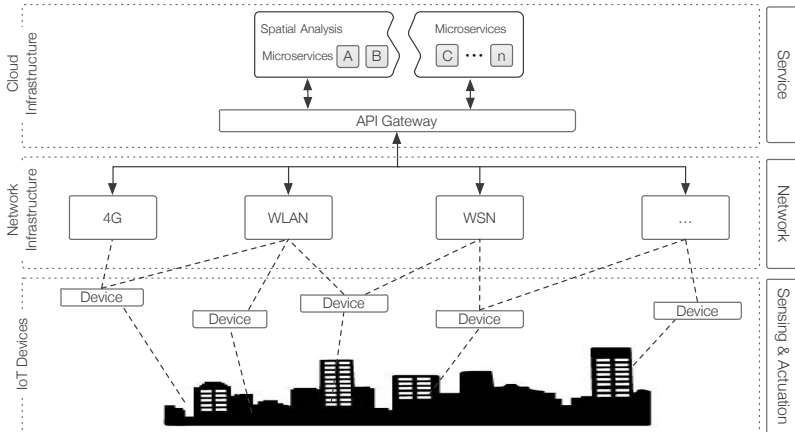 Cloud
Infrastructure
Spatial Analysis
Microservices A B
Microservices
C ... n
API Gateway
Service
Network
Infrastructure
4G
WLAN
WSN
...
Network
IoT Devices
Device
Device
Device
Device
Device
Sensing & Actuation